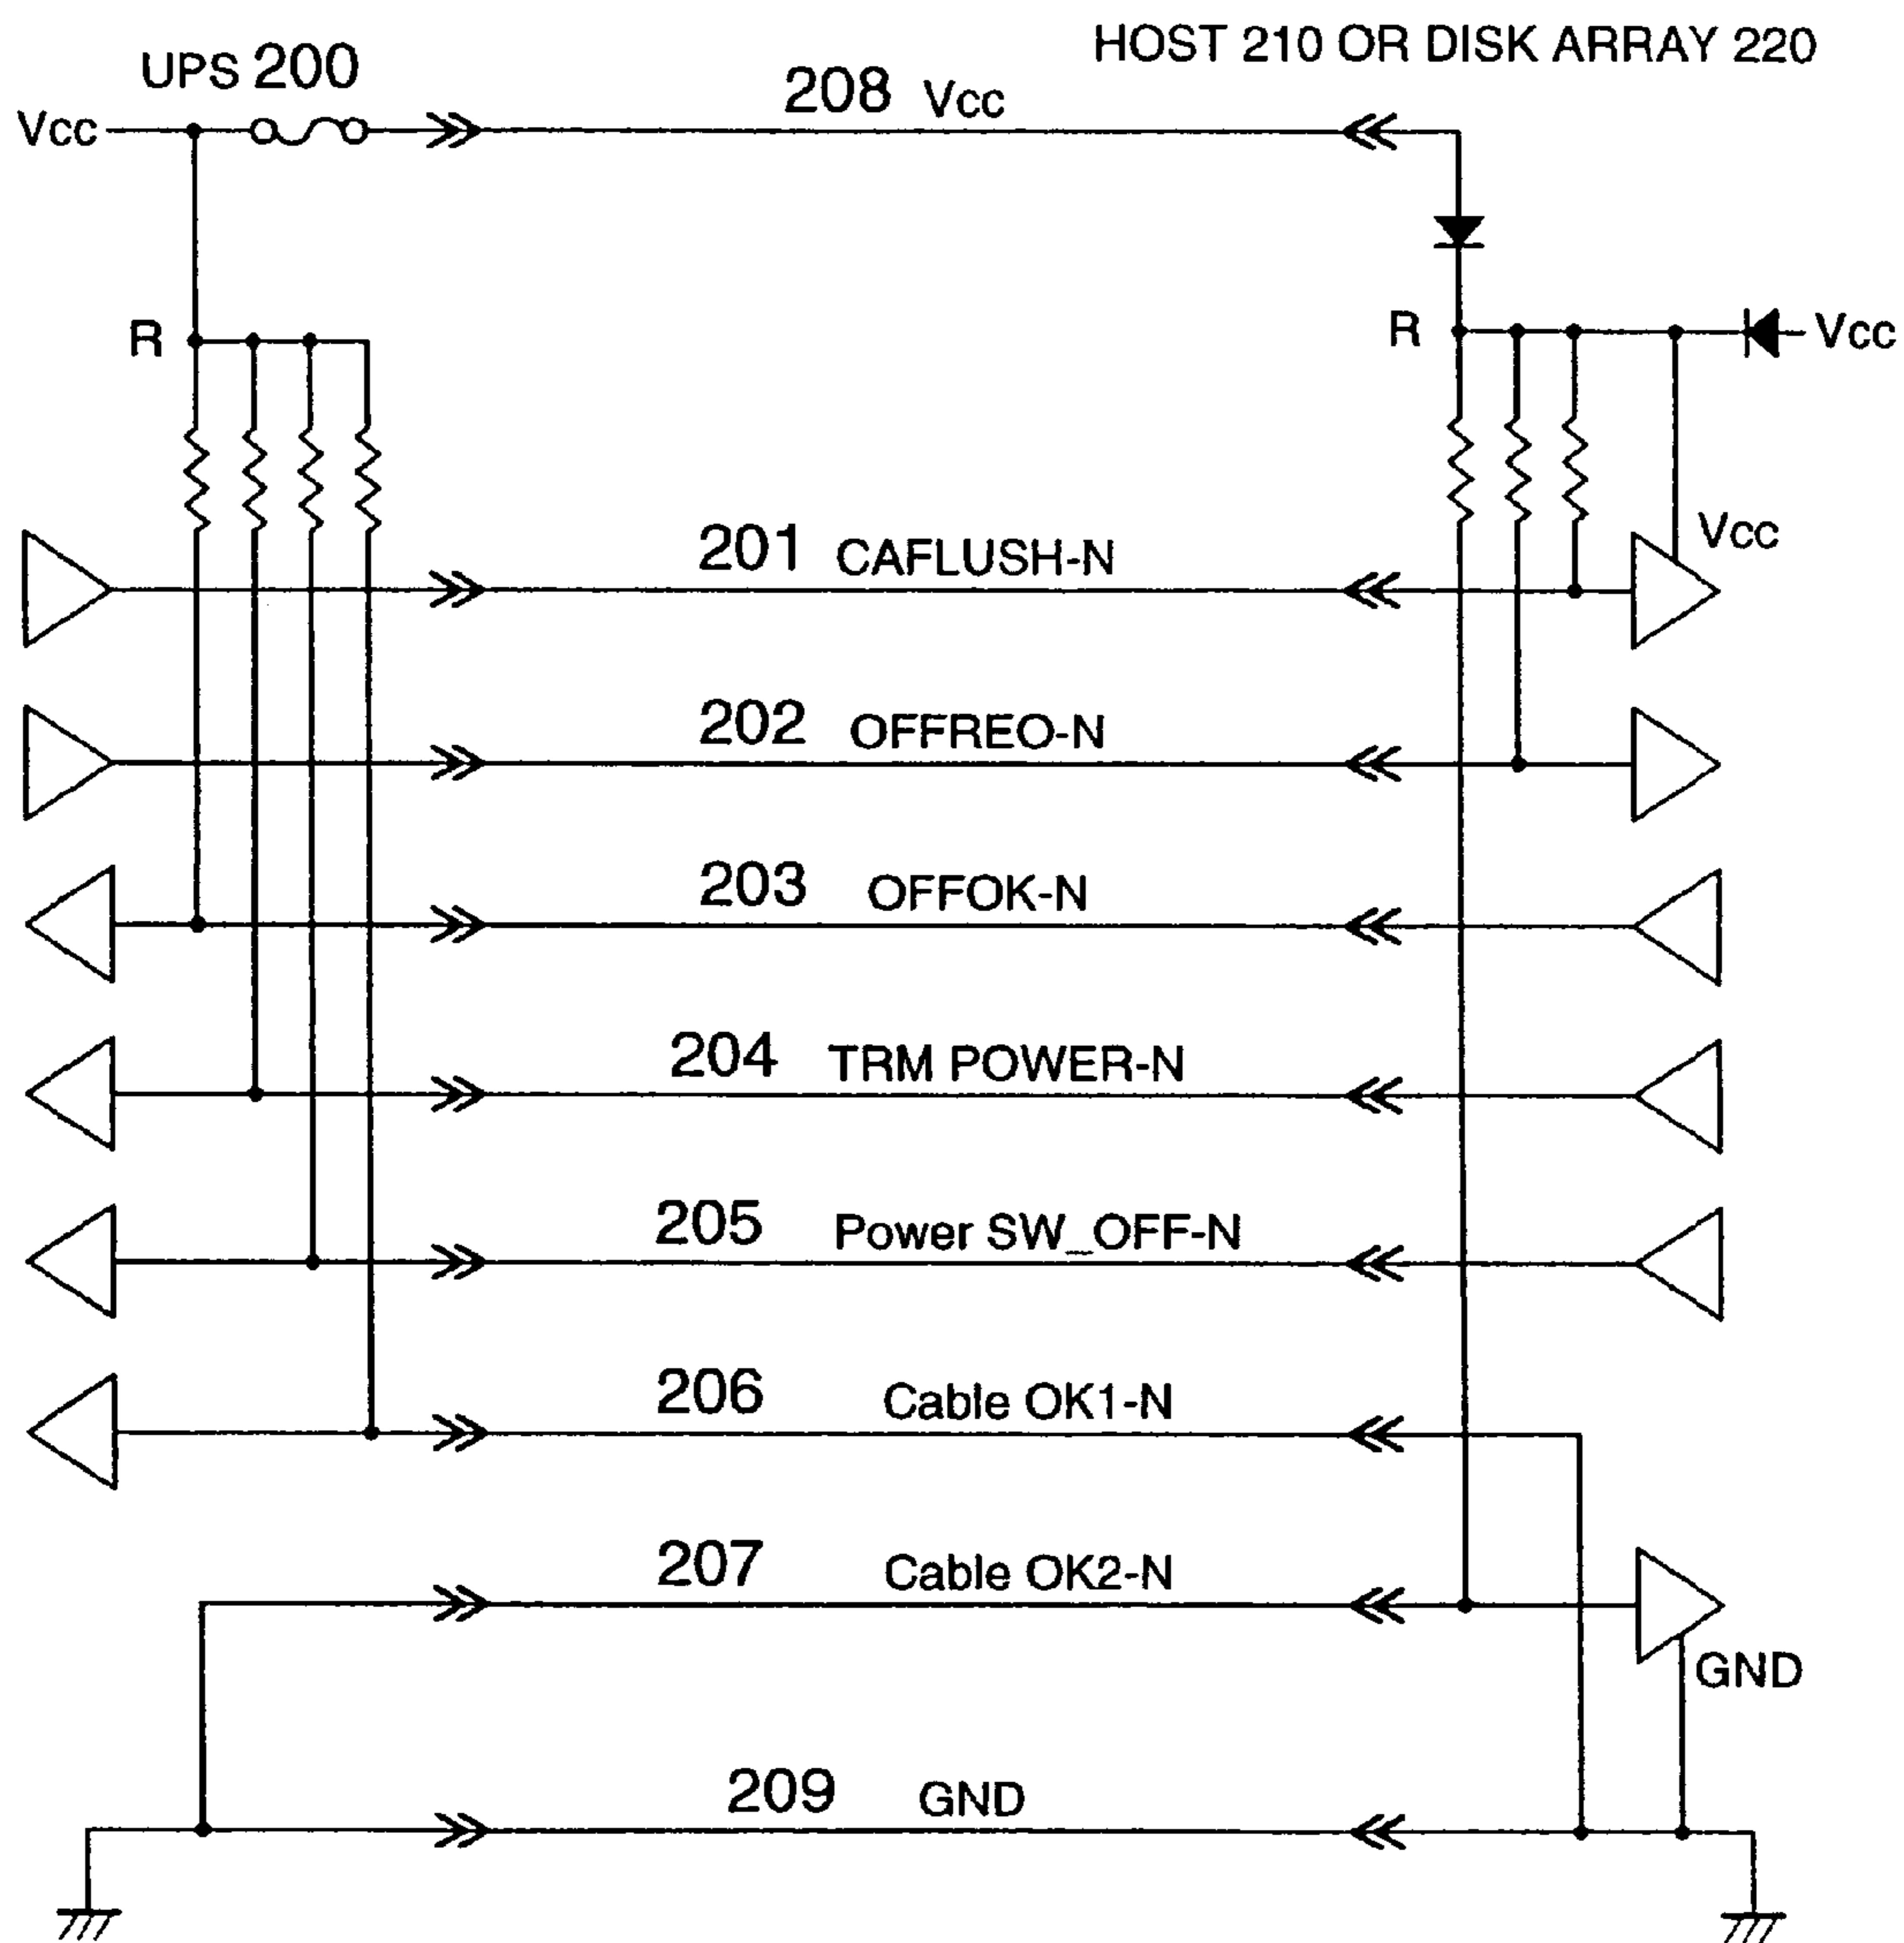 HOST 210 OR DISK ARRAY 220
UPS 200
208 Vcc
Vcc
R
R
Vcc
Vcc
201 CAFLUSH-N
202 OFFREO-N
203 OFFOK-N
204 TRM POWER-N
205 Power SW_OFF-N
206 Cable OK1-N
207 Cable OK2-N
GND
209 GND